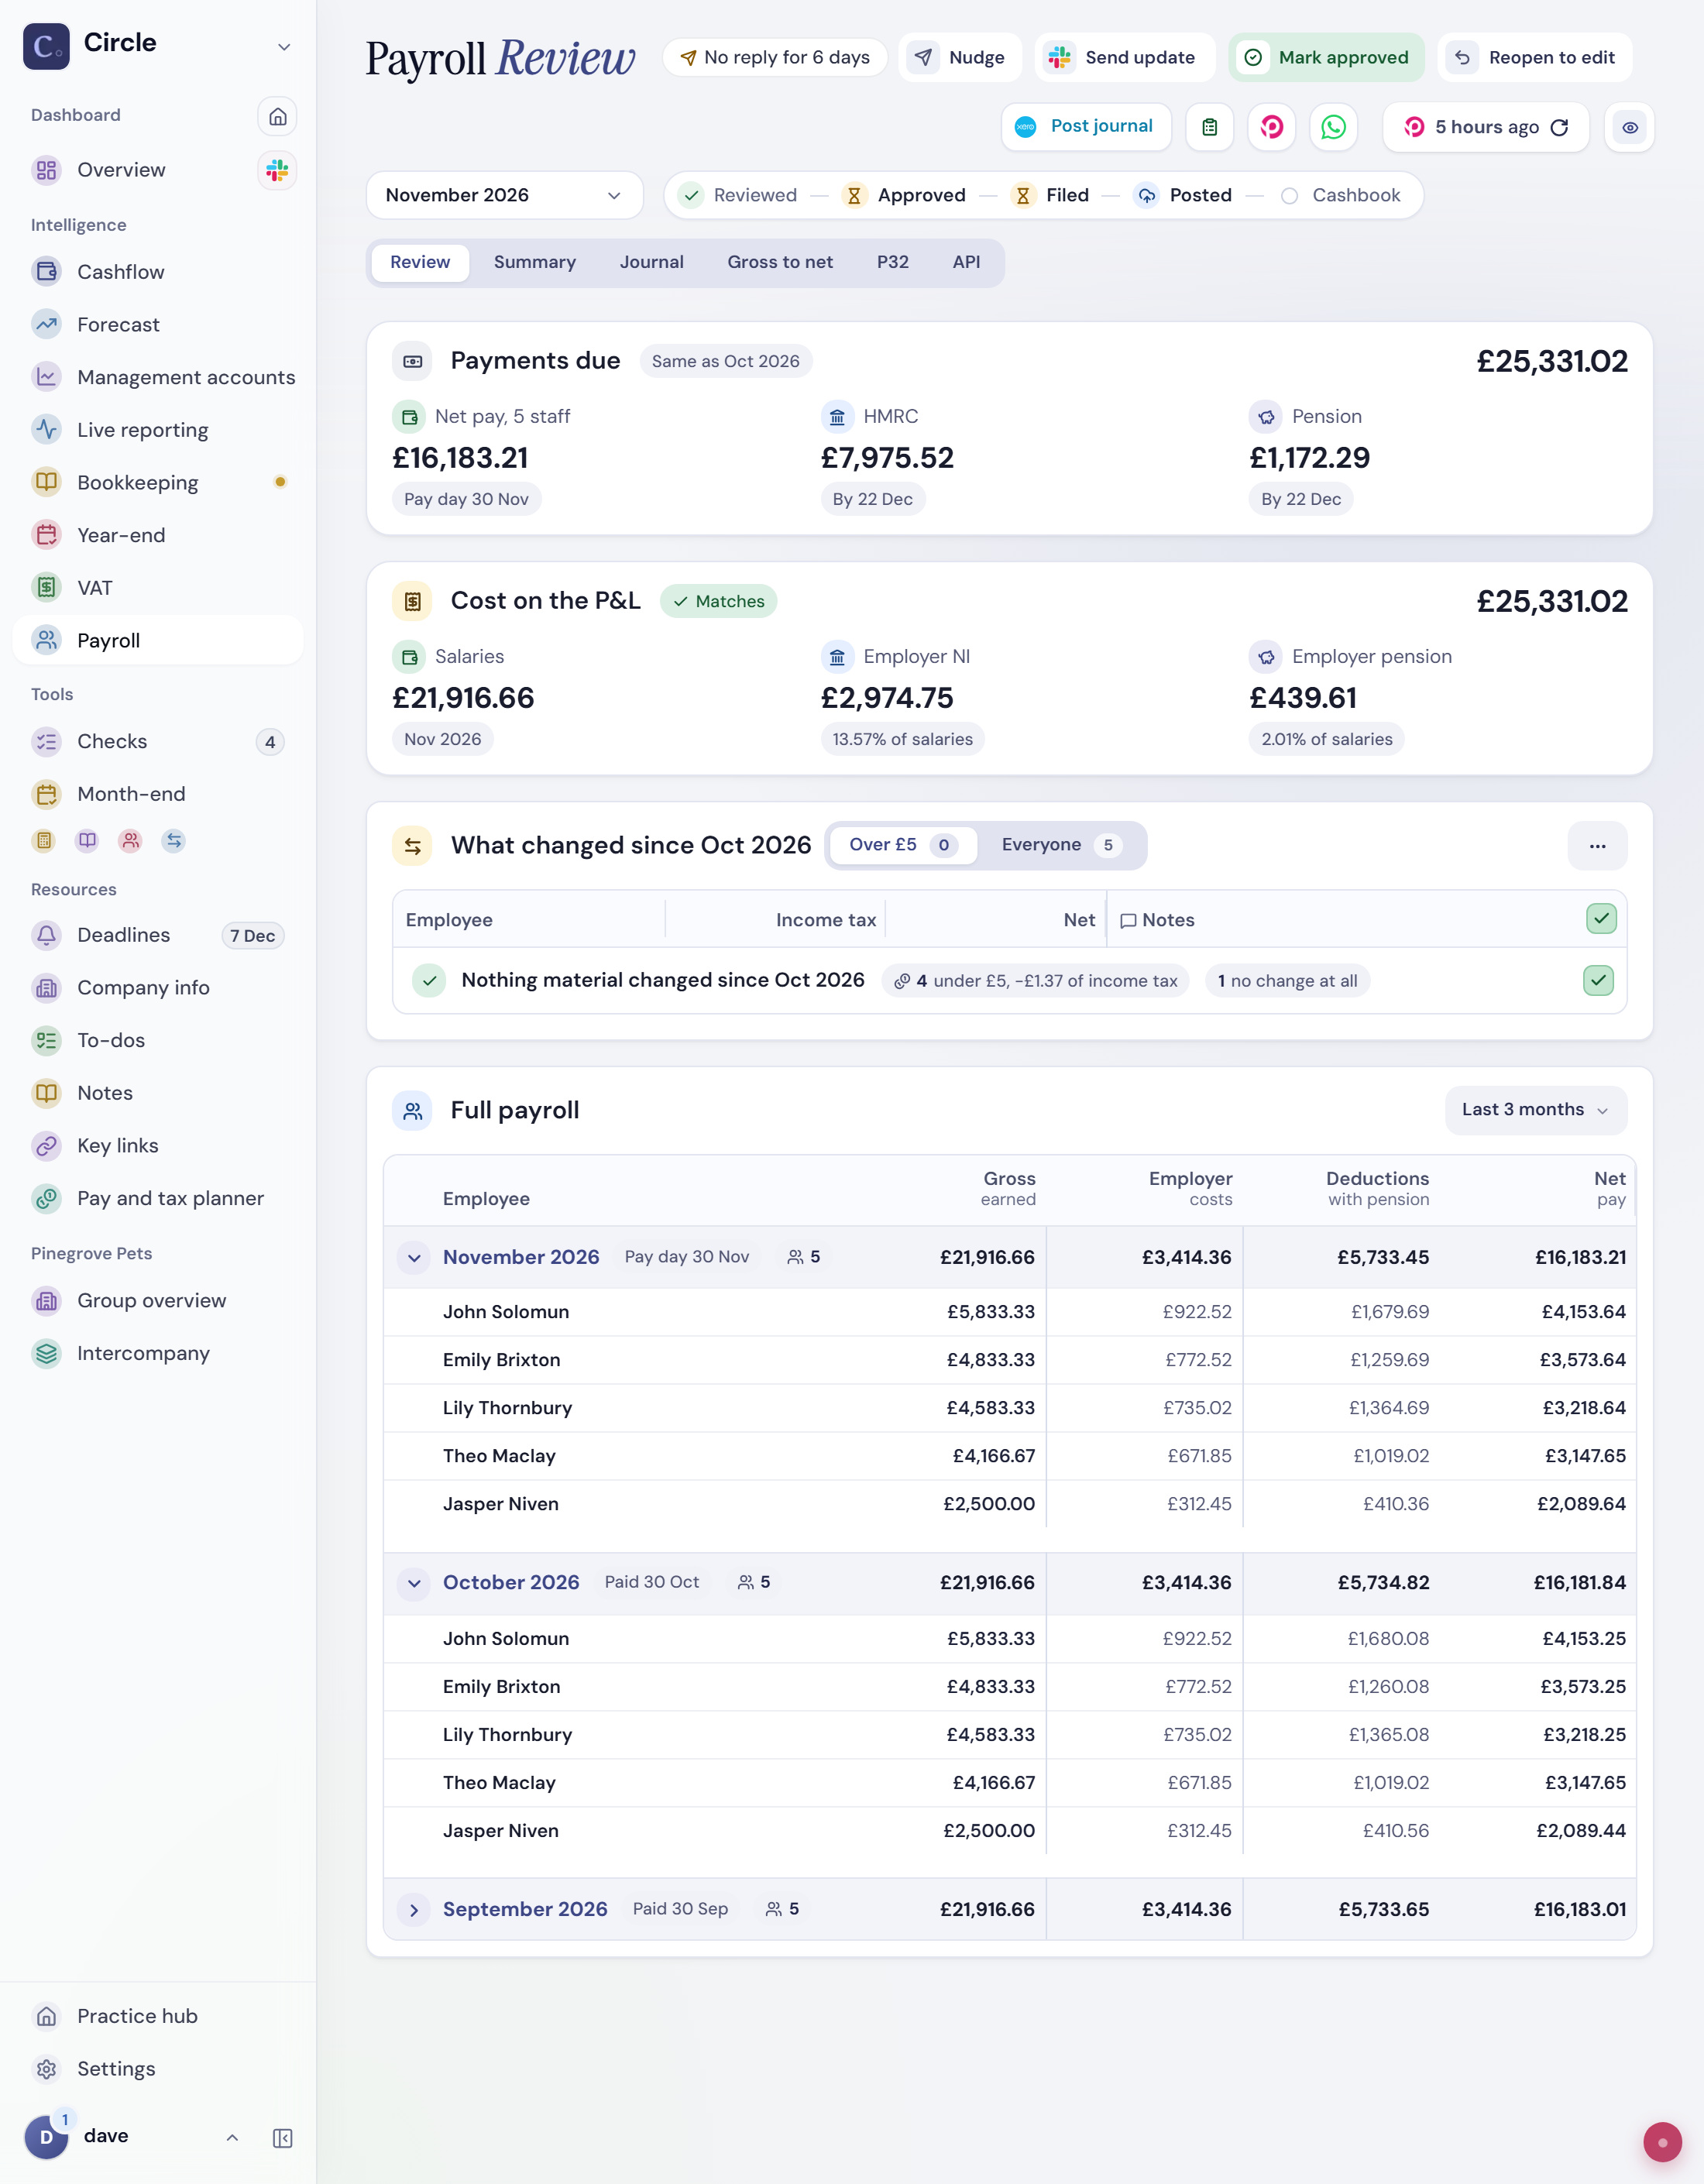 C.
Circle
Dashboard
Overview
Intelligence
Cashflow
Forecast
Management accounts
Live reporting
Bookkeeping
Year-end
VAT
Payroll
Tools
Checks 4
Month-end
Resources
Deadlines 7 Dec
Company info
To-dos
Notes
Key links
Pay and tax planner
Pinegrove Pets
Group overview
Intercompany
Practice hub
Settings
D 1 dave
Payroll Review
No reply for 6 days
Nudge
Send update
Mark approved
Reopen to edit
xero Post journal
5 hours ago
November 2026
Reviewed — Approved — Filed — Posted — Cashbook
Review Summary Journal Gross to net P32 API
Payments due Same as Oct 2026 £25,331.02
Net pay, 5 staff HMRC Pension
£16,183.21 £7,975.52 £1,172.29
Pay day 30 Nov By 22 Dec By 22 Dec
Cost on the P&L Matches £25,331.02
Salaries Employer NI Employer pension
£21,916.66 £2,974.75 £439.61
Nov 2026 13.57% of salaries 2.01% of salaries
What changed since Oct 2026 Over £5 0 Everyone 5 ...
Employee Income tax Net Notes
Nothing material changed since Oct 2026 4 under £5, -£1.37 of income tax 1 no change at all
Full payroll Last 3 months
Employee Gross earned Employer costs Deductions with pension Net pay
November 2026 Pay day 30 Nov 5 £21,916.66 £3,414.36 £5,733.45 £16,183.21
John Solomun £5,833.33 £922.52 £1,679.69 £4,153.64
Emily Brixton £4,833.33 £772.52 £1,259.69 £3,573.64
Lily Thornbury £4,583.33 £735.02 £1,364.69 £3,218.64
Theo Maclay £4,166.67 £671.85 £1,019.02 £3,147.65
Jasper Niven £2,500.00 £312.45 £410.36 £2,089.64
October 2026 Paid 30 Oct 5 £21,916.66 £3,414.36 £5,734.82 £16,181.84
John Solomun £5,833.33 £922.52 £1,680.08 £4,153.25
Emily Brixton £4,833.33 £772.52 £1,260.08 £3,573.25
Lily Thornbury £4,583.33 £735.02 £1,365.08 £3,218.25
Theo Maclay £4,166.67 £671.85 £1,019.02 £3,147.65
Jasper Niven £2,500.00 £312.45 £410.56 £2,089.44
September 2026 Paid 30 Sep 5 £21,916.66 £3,414.36 £5,733.65 £16,183.01